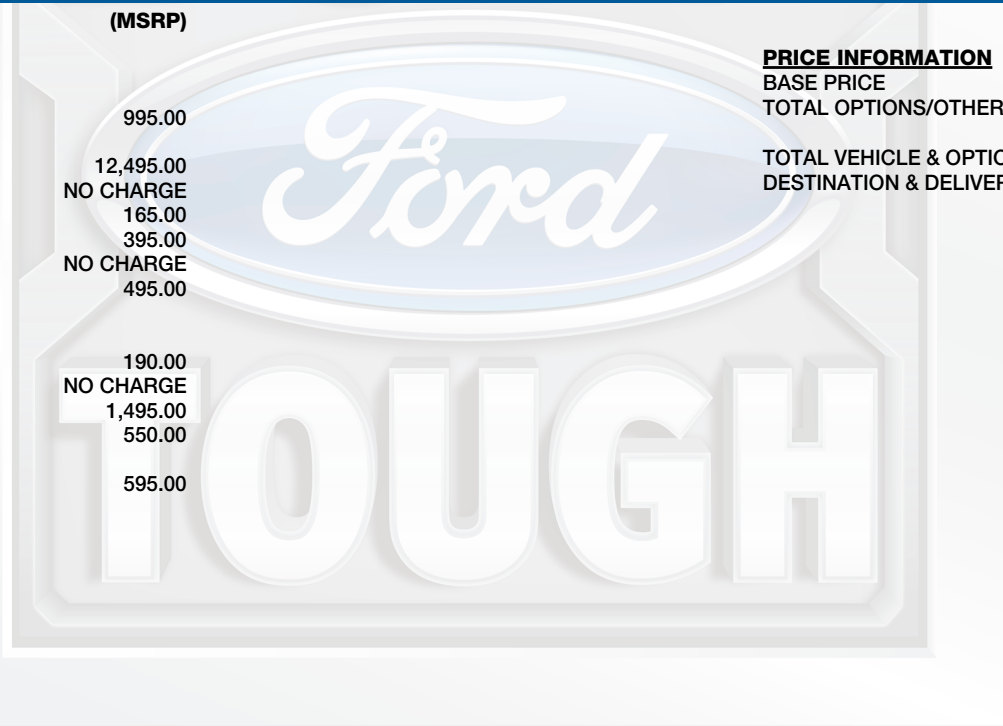 (MSRP)
995.00
12,495.00
NO CHARGE
165.00
395.00
NO CHARGE
495.00
190.00
NO CHARGE
1,495.00
550.00
595.00
PRICE INFORMATION
BASE PRICE
TOTAL OPTIONS/OTHER
TOTAL VEHICLE & OPTIO
DESTINATION & DELIVER
Ford
TOUGH